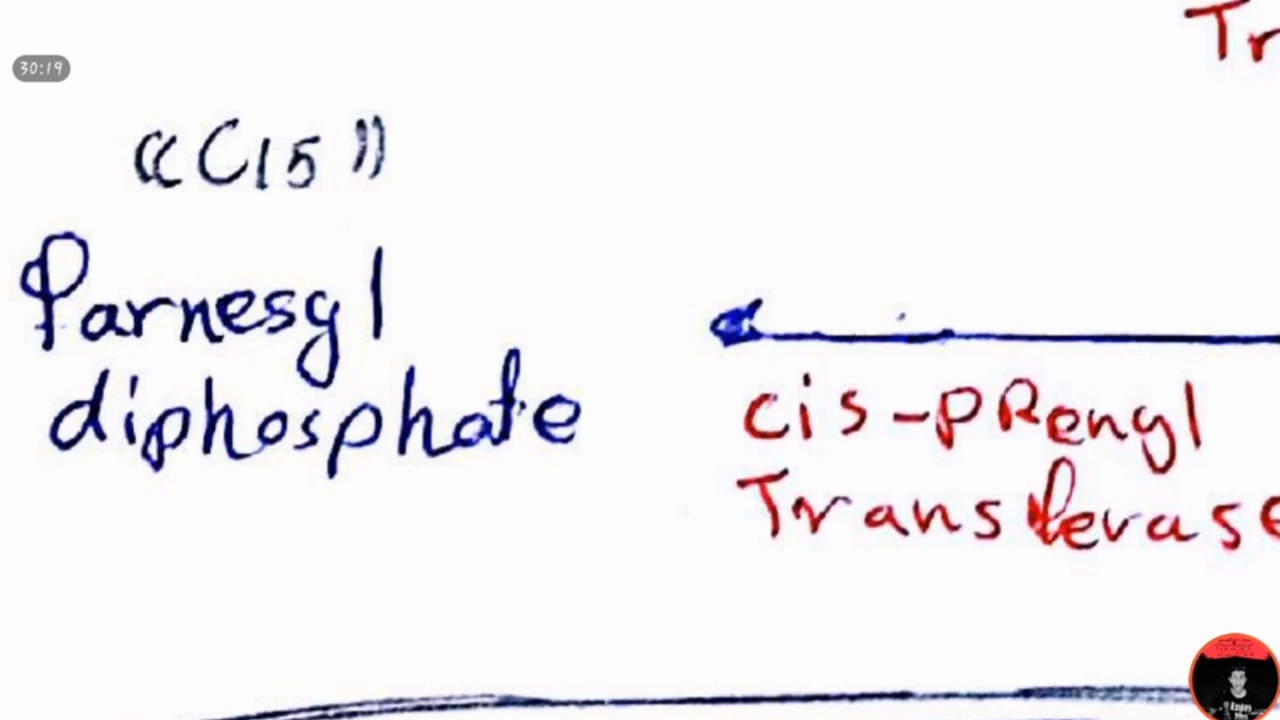 Tr
30:19
«C15»
Farnesyl
diphosphate
cis-PRenyl
Transferase